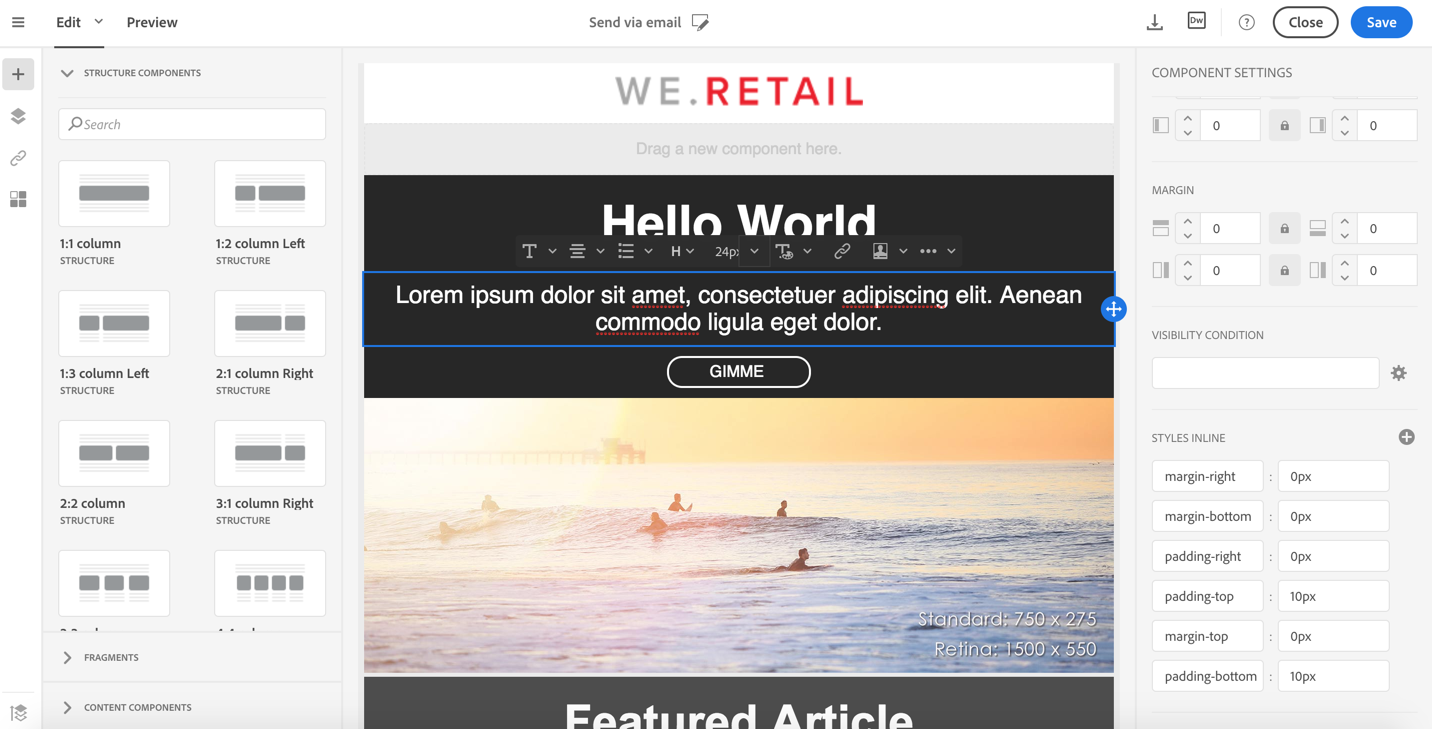 Edit
Preview
Send via email
Dw
?
Close
Save
STRUCTURE COMPONENTS
Search
1:1 column
STRUCTURE
1:2 column Left
STRUCTURE
1:3 column Left
STRUCTURE
2:1 column Right
STRUCTURE
2:2 column
STRUCTURE
3:1 column Right
STRUCTURE
FRAGMENTS
CONTENT COMPONENTS
WE.RETAIL
Drag a new component here.
Hello World
T
H
24px
T
Lorem ipsum dolor sit amet, consectetuer adipiscing elit. Aenean
commodo ligula eget dolor.
GIMME
Standard: 750 x 275
Retina: 1500 x 550
Featured Article
COMPONENT SETTINGS
0
0
MARGIN
0
0
0
0
VISIBILITY CONDITION
STYLES INLINE
margin-right : 0px
margin-bottom : 0px
padding-right : 0px
padding-top : 10px
margin-top : 0px
padding-bottom : 10px